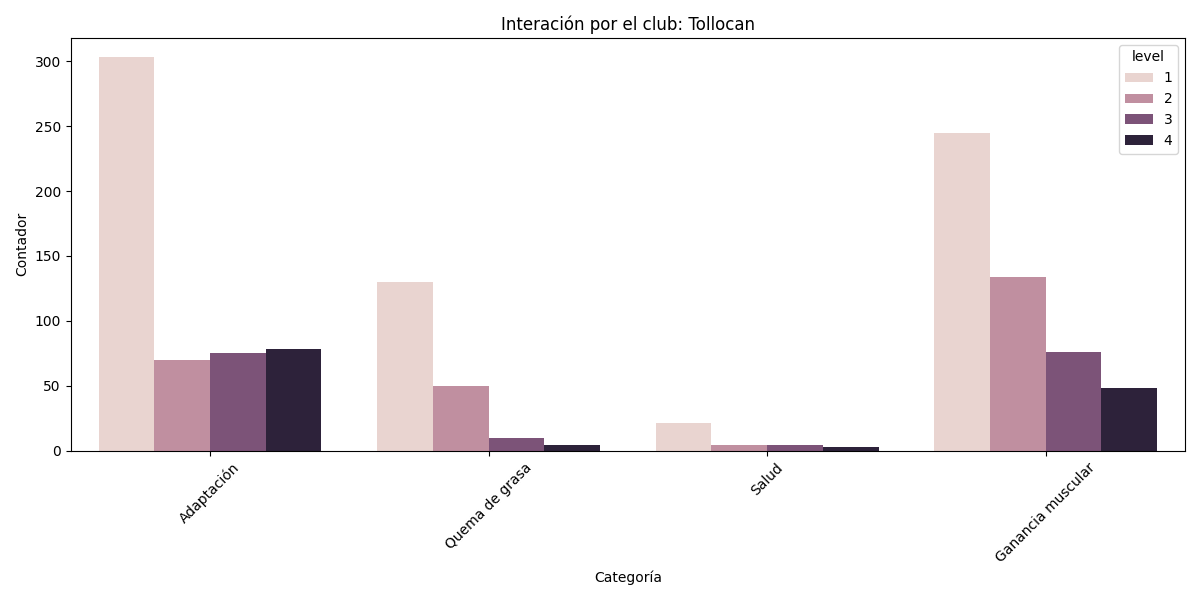 Interación por el club: Tollocan
level
1
2
3
4
Contador
300
250
200
150
100
50
0
Adaptación
Quema de grasa
Salud
Ganancia muscular
Categoría